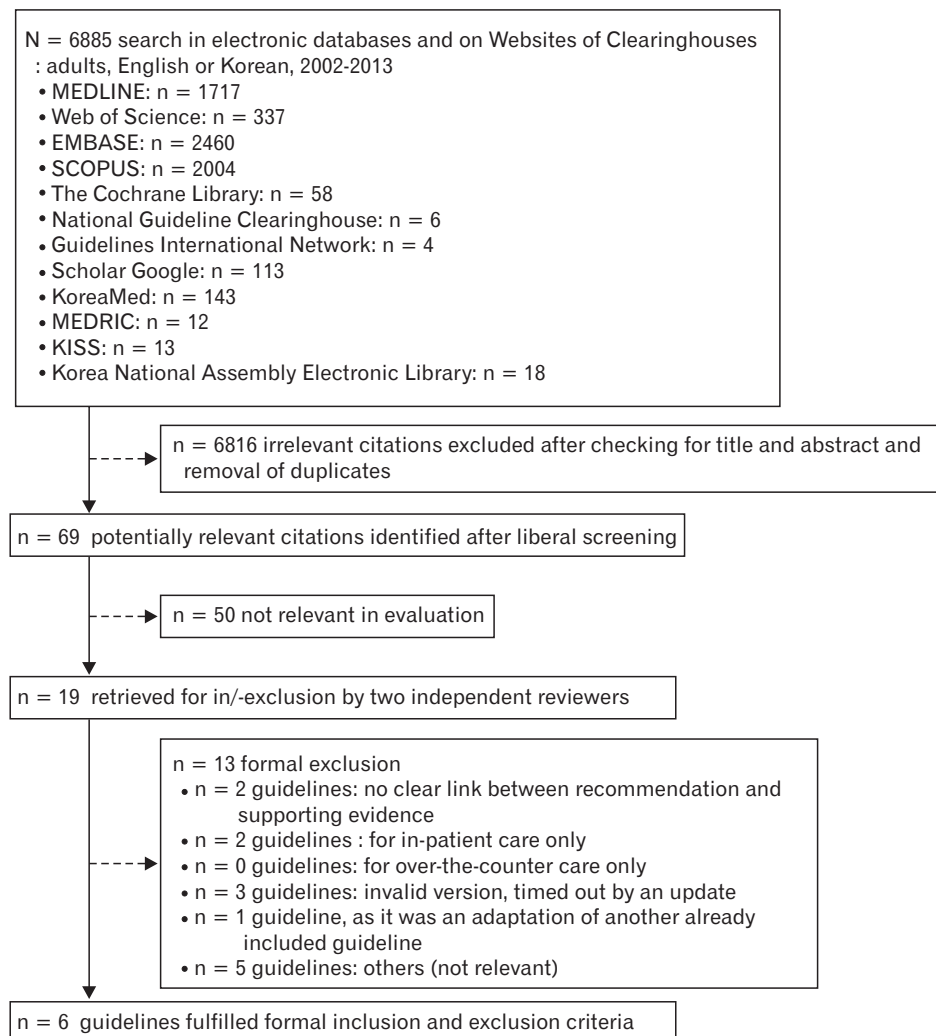 N = 6885 search in electronic databases and on Websites of Clearinghouses
: adults, English or Korean, 2002-2013
• MEDLINE: n = 1717
• Web of Science: n = 337
• EMBASE: n = 2460
• SCOPUS: n = 2004
• The Cochrane Library: n = 58
• National Guideline Clearinghouse: n = 6
• Guidelines International Network: n = 4
• Scholar Google: n = 113
• KoreaMed: n = 143
• MEDRIC: n = 12
• KISS: n = 13
• Korea National Assembly Electronic Library: n = 18
n = 6816 irrelevant citations excluded after checking for title and abstract and
removal of duplicates
n = 69 potentially relevant citations identified after liberal screening
n = 50 not relevant in evaluation
n = 19 retrieved for in/-exclusion by two independent reviewers
n = 13 formal exclusion
• n = 2 guidelines: no clear link between recommendation and
supporting evidence
• n = 2 guidelines : for in-patient care only
• n = 0 guidelines: for over-the-counter care only
• n = 3 guidelines: invalid version, timed out by an update
• n = 1 guideline, as it was an adaptation of another already
included guideline
• n = 5 guidelines: others (not relevant)
n = 6 guidelines fulfilled formal inclusion and exclusion criteria